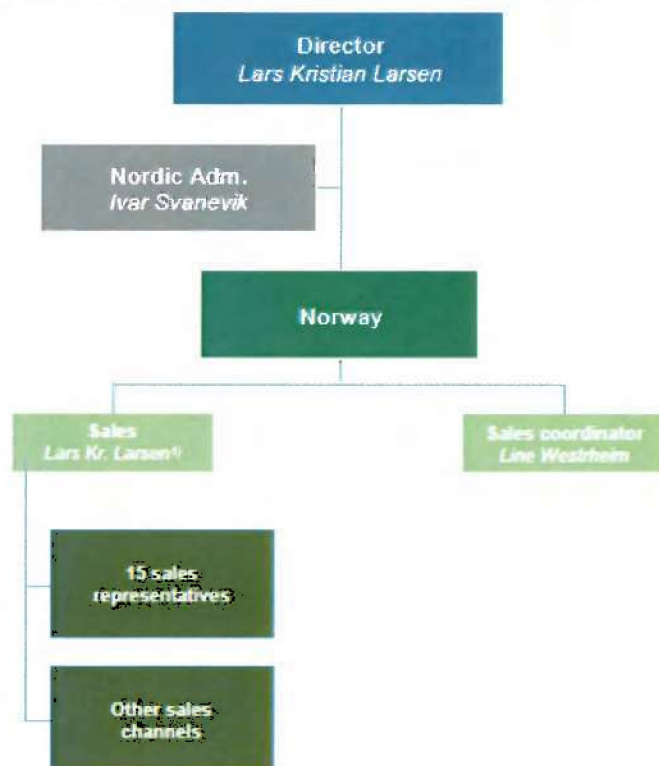 Director
Lars Kristian Larsen
Nordic Adm.
Ivar Svanevik
Norway
Sales
Lars Kr. Larsen¹⁾
Sales coordinator
Line Westrheim
15 sales
representatives
Other sales
channels